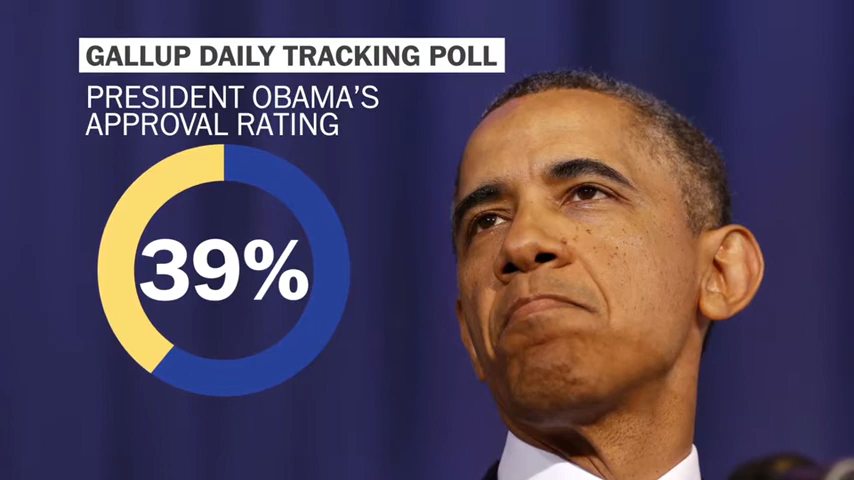 GALLUP DAILY TRACKING POLL
PRESIDENT OBAMA'S
APPROVAL RATING
39%